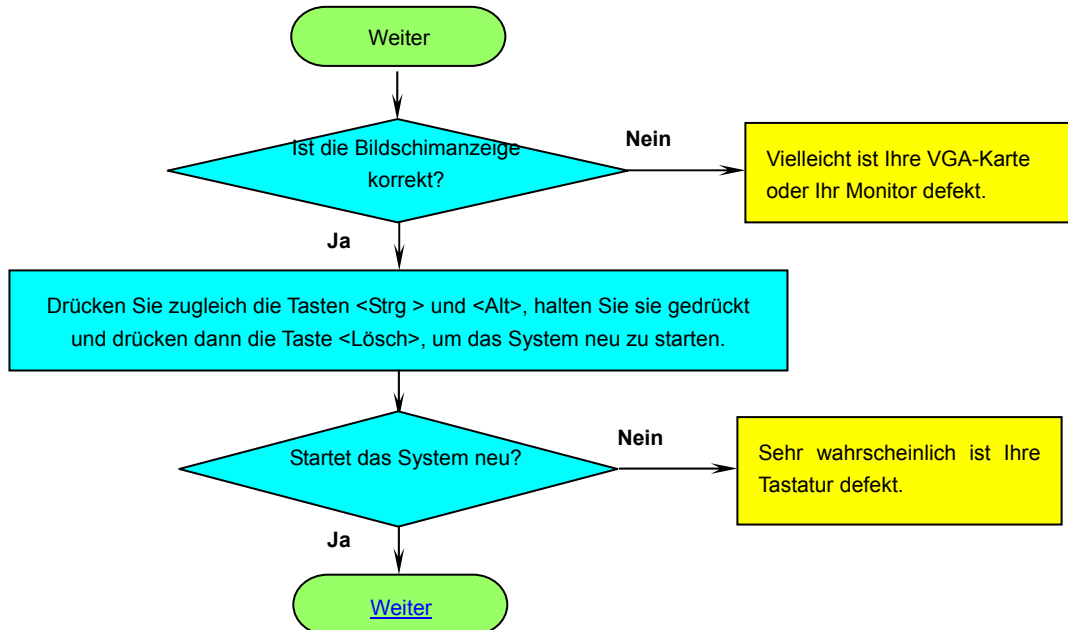 Weiter
Ist die Bildschimanzeige
korrekt?
Nein
Vielleicht ist Ihre VGA-Karte
oder Ihr Monitor defekt.
Ja
Drücken Sie zugleich die Tasten <Strg > und <Alt>, halten Sie sie gedrückt
und drücken dann die Taste <Lösch>, um das System neu zu starten.
Startet das System neu?
Nein
Sehr wahrscheinlich ist Ihre
Tastatur defekt.
Ja
Weiter